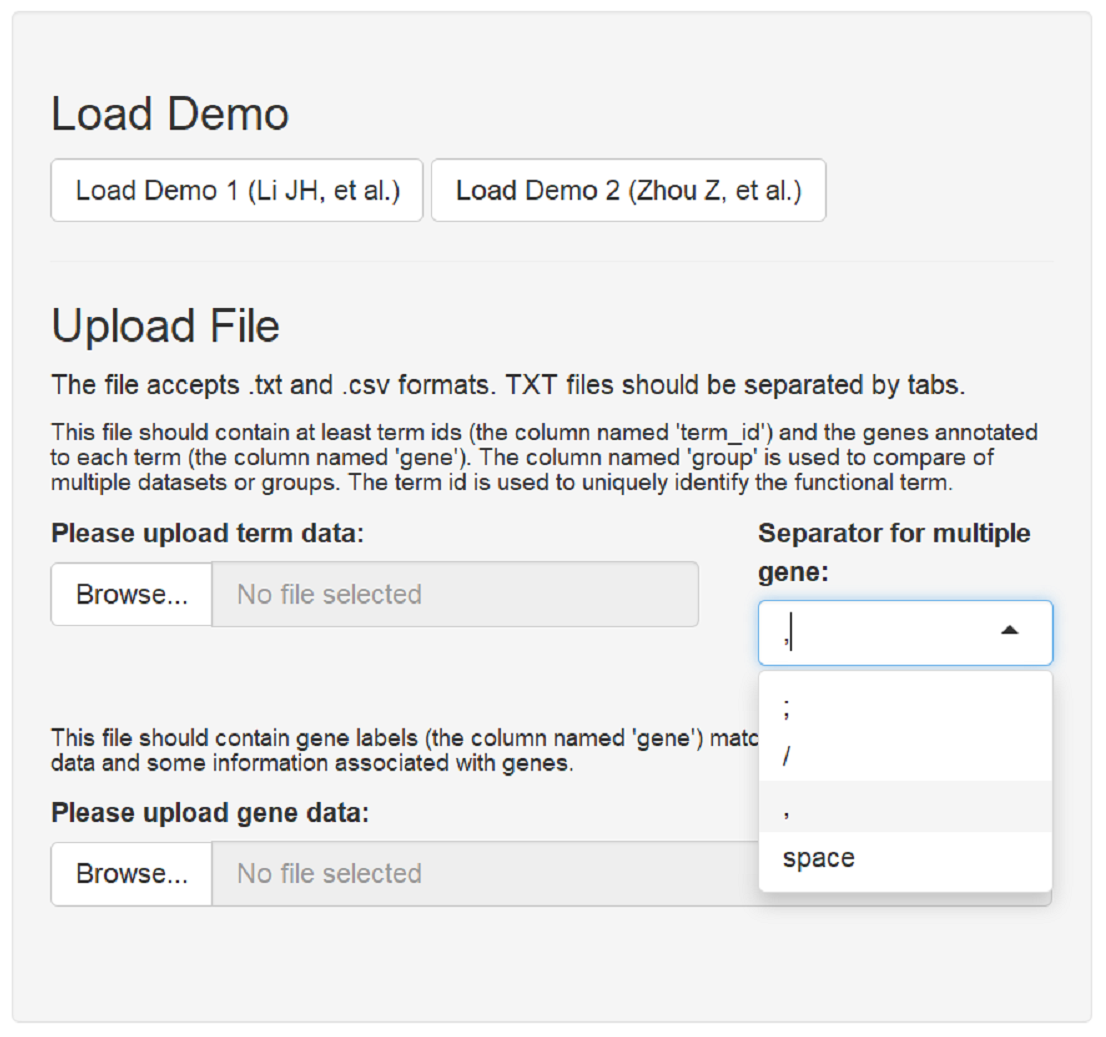 Load Demo
Load Demo 1 (Li JH, et al.)
Load Demo 2 (Zhou Z, et al.)
Upload File
The file accepts .txt and .csv formats. TXT files should be separated by tabs.
This file should contain at least term ids (the column named 'term_id') and the genes annotated
to each term (the column named 'gene'). The column named 'group' is used to compare of
multiple datasets or groups. The term id is used to uniquely identify the functional term.
Please upload term data:
Browse...
No file selected
Separator for multiple
gene:
,
;
/
,
space
This file should contain gene labels (the column named 'gene')
data and some information associated with genes.
Please upload gene data:
Browse...
No file selected